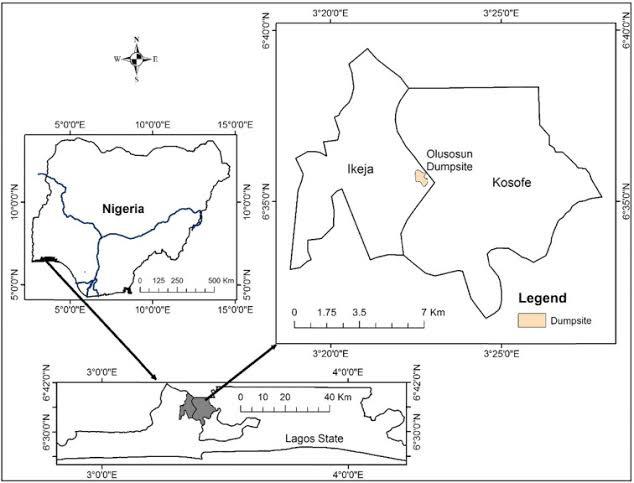 N
W E
S
3°20'0"E 3°25'0"E
6°40'0"N 6°40'0"N
Ikeja
Olusosun
Dumpsite
Kosofe
6°35'0"N 6°35'0"N
Legend
Dumpsite
0 1.75 3.5 7 Km
3°20'0"E 3°25'0"E
5°0'0"E 10°0'0"E 15°0'0"E
10°0'0"N 10°0'0"N
Nigeria
0 125 250 500 Km
5°0'0"N 5°0'0"N
5°0'0"E 10°0'0"E 15°0'0"E
3°0'0"E 4°0'0"E
6°42'0"N 6°42'0"N
0 10 20 40 Km
6°30'0"N 6°30'0"N
Lagos State
3°0'0"E 4°0'0"E